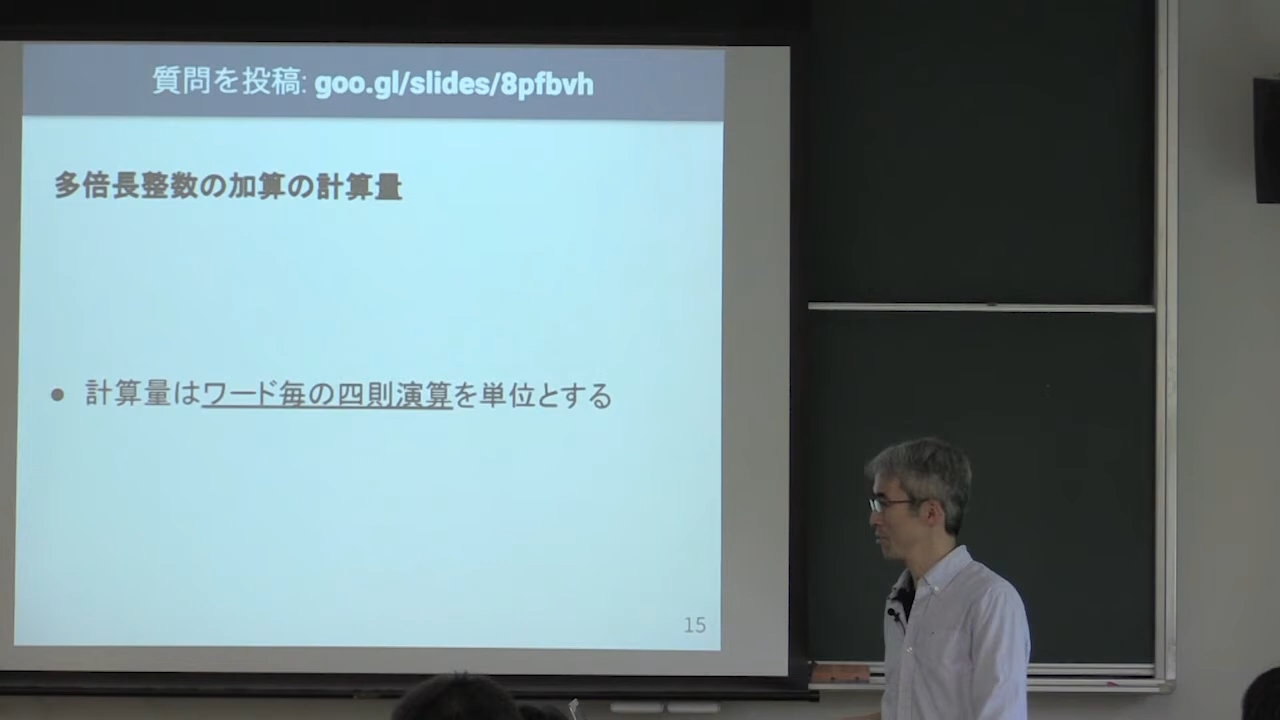 質問を投稿: goo.gl/slides/8pfbvh
多倍長整数の加算の計算量
● 計算量はワード毎の四則演算を単位とする
15